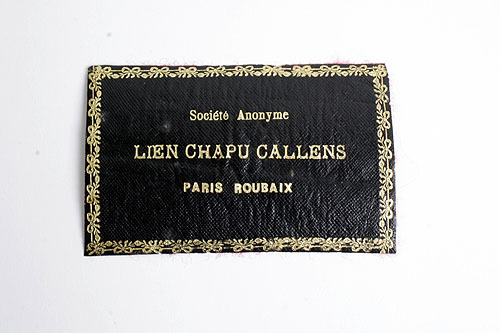 Société Anonyme
LIEN CHAPU CALLENS
PARIS ROUBAIX